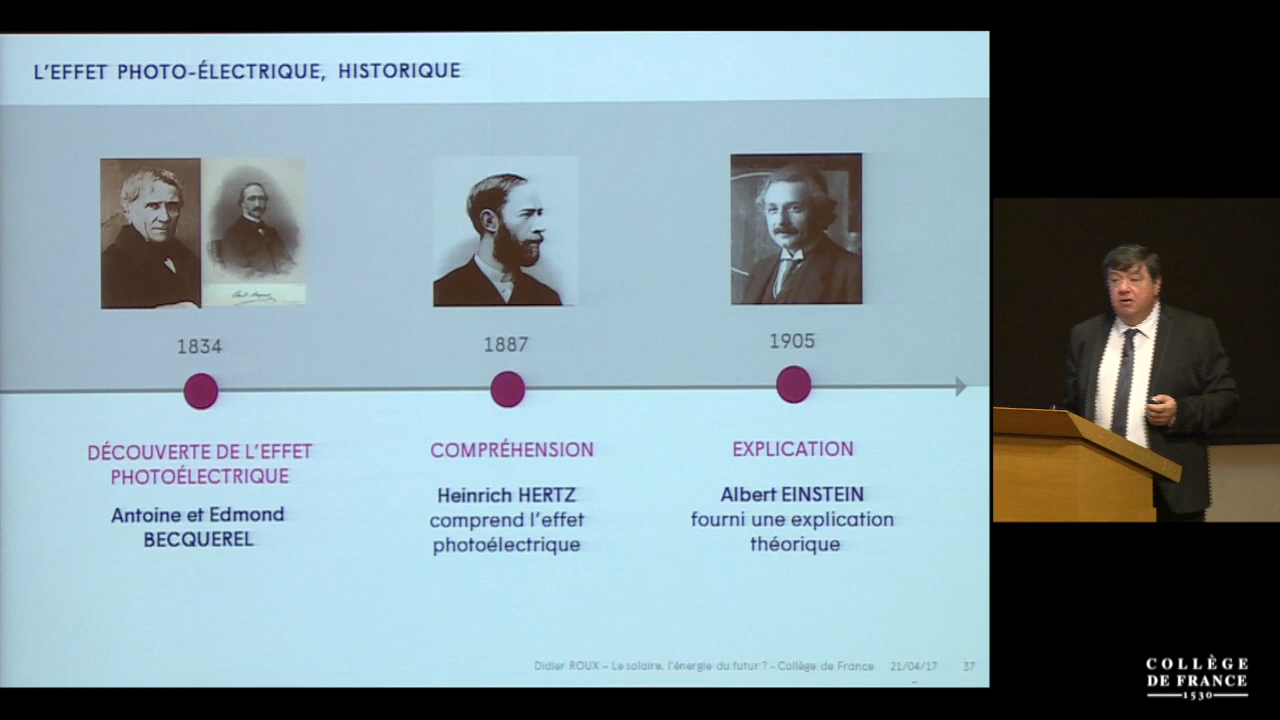 L'EFFET PHOTO-ÉLECTRIQUE, HISTORIQUE
1834
1887
1905
DÉCOUVERTE DE L'EFFET
PHOTOÉLECTRIQUE
Antoine et Edmond
BECQUEREL
COMPRÉHENSION
Heinrich HERTZ
comprend l'effet
photoélectrique
EXPLICATION
Albert EINSTEIN
fourni une explication
théorique
Didier ROUX – Le solaire, l'énergie du futur ? - Collège de France 21/04/17 37
COLLÈGE
DE FRANCE
1530